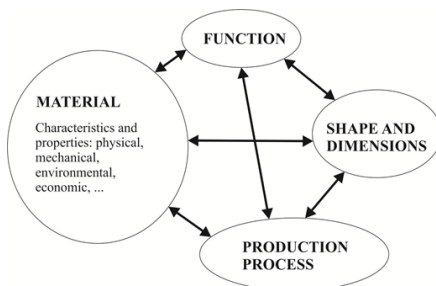 FUNCTION
MATERIAL
Characteristics and
properties: physical,
mechanical,
environmental,
economic, ...
SHAPE AND
DIMENSIONS
PRODUCTION
PROCESS